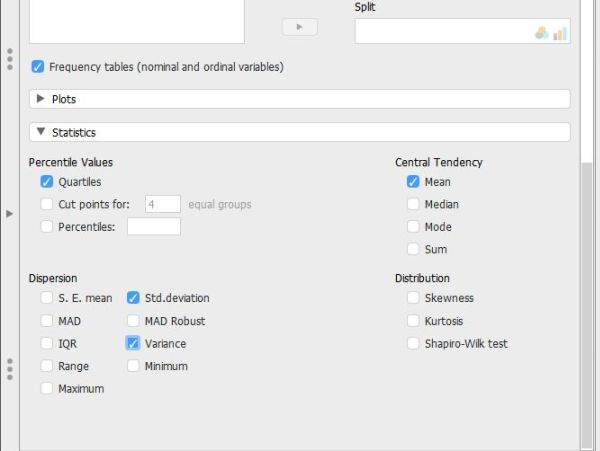 Split
Frequency tables (nominal and ordinal variables)
Plots
Statistics
Percentile Values
Central Tendency
Quartiles
Mean
Cut points for: 4 equal groups
Median
Percentiles:
Mode
Sum
Dispersion
Distribution
S. E. mean
Std.deviation
Skewness
MAD
MAD Robust
Kurtosis
IQR
Variance
Shapiro-Wilk test
Range
Minimum
Maximum